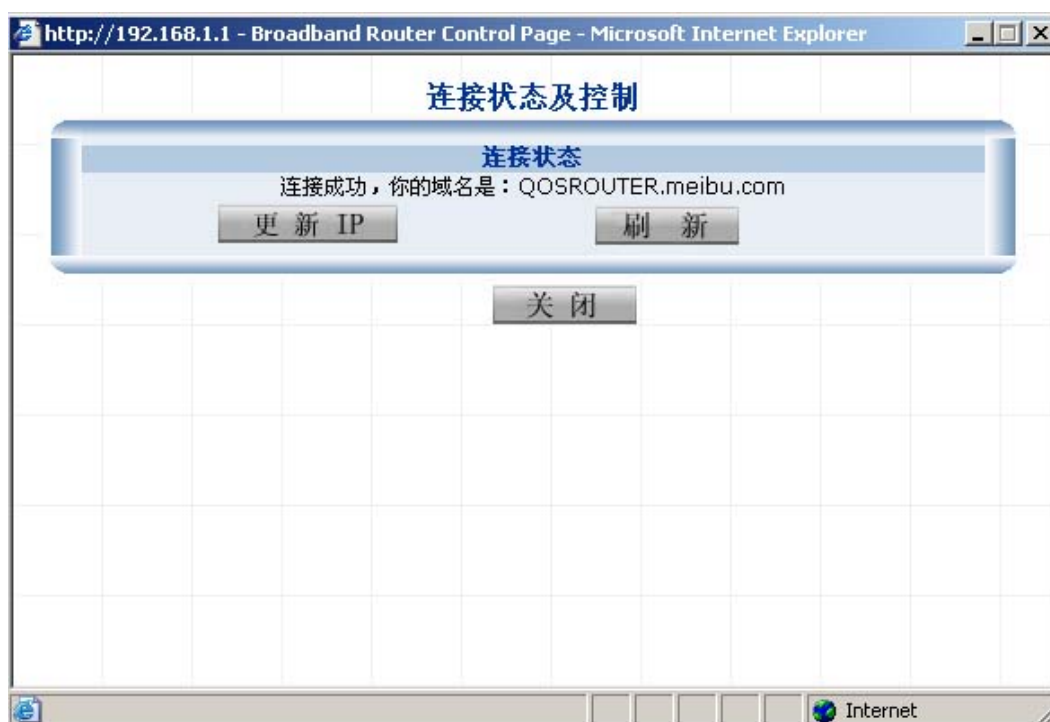 http://192.168.1.1 - Broadband Router Control Page - Microsoft Internet Explorer
连接状态及控制
连接状态
连接成功，你的域名是：QOSROUTER.meibu.com
更 新 IP 刷 新
关 闭
Internet